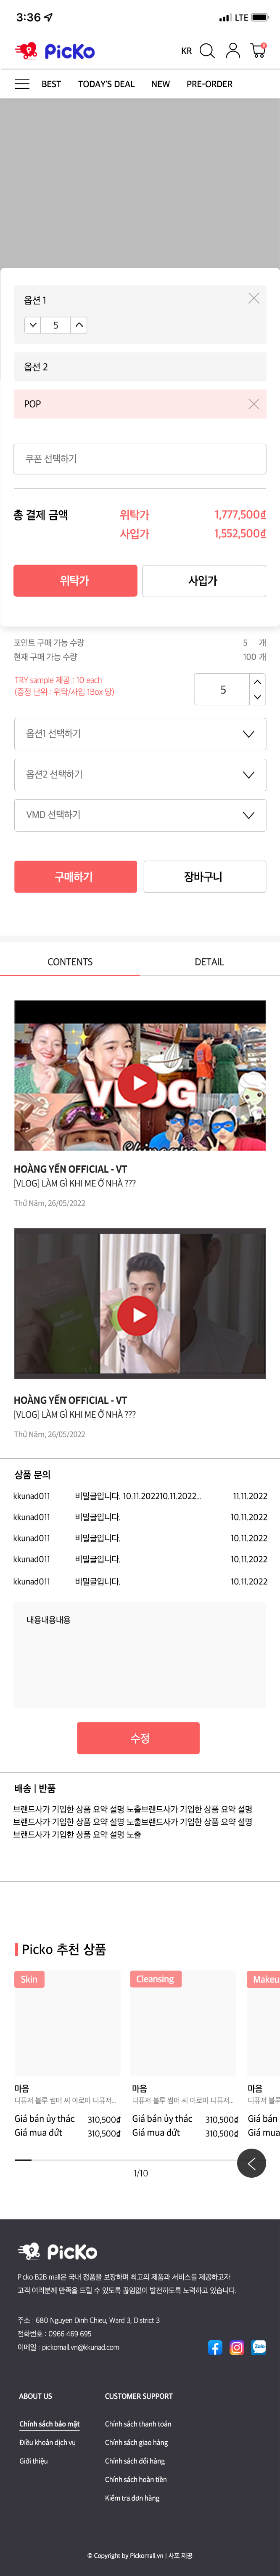 3:36
LTE
PicKo
KR
BEST TODAY'S DEAL NEW PRE-ORDER
옵션 1
5
옵션 2
POP
쿠폰 선택하기
총 결제 금액 위탁가 1,777,500₫
사입가 1,552,500₫
위탁가 사입가
포인트 구매 가능 수량 5 개
현재 구매 가능 수량 100 개
TRY sample 제공 : 10 each
(증정 단위 : 위탁/사입 18ox 당)
5
옵션1 선택하기
옵션2 선택하기
VMD 선택하기
구매하기 장바구니
CONTENTS DETAIL
VLOG
HOÀNG YẾN OFFICIAL - VT
[VLOG] LÀM GÌ KHI MẸ Ở NHÀ ???
Thứ Năm, 26/05/2022
HOÀNG YẾN OFFICIAL - VT
[VLOG] LÀM GÌ KHI MẸ Ở NHÀ ???
Thứ Năm, 26/05/2022
상품 문의
kkunad011 비밀글입니다. 10.11.202210.11.2022... 11.11.2022
kkunad011 비밀글입니다. 10.11.2022
kkunad011 비밀글입니다. 10.11.2022
kkunad011 비밀글입니다. 10.11.2022
kkunad011 비밀글입니다. 10.11.2022
내용내용내용
수정
배송 | 반품
브랜드사가 기입한 상품 요약 설명 노출브랜드사가 기입한 상품 요약 설명
브랜드사가 기입한 상품 요약 설명 노출브랜드사가 기입한 상품 요약 설명
브랜드사가 기입한 상품 요약 설명 노출
Picko 추천 상품
Skin Cleansing Makeu
마음 마음 마음
디퓨저 블루 썸머 씨 아로마 디퓨저... 디퓨저 블루 썸머 씨 아로마 디퓨저... 디퓨저 블루
Giá bán ủy thác 310,500₫ Giá bán ủy thác 310,500₫ Giá bán
Giá mua đứt 310,500₫ Giá mua đứt 310,500₫ Giá mua
1/10
PicKo
Picko B2B mall은 국내 정품을 보장하며 최고의 제품과 서비스를 제공하고자
고객 여러분께 만족을 드릴 수 있도록 끊임없이 발전하도록 노력하고 있습니다.
주소 : 680 Nguyen Dinh Chieu, Ward 3, District 3
전화번호 : 0966 469 695
이메일 : pickomall.vn@kkunad.com
Zalo
ABOUT US CUSTOMER SUPPORT
Chính sách bảo mật Chính sách thanh toán
Điều khoản dịch vụ Chính sách giao hàng
Giới thiệu Chính sách đổi hàng
Chính sách hoàn tiền
Kiểm tra đơn hàng
© Copyright by Pickomall.vn | 사포 제공